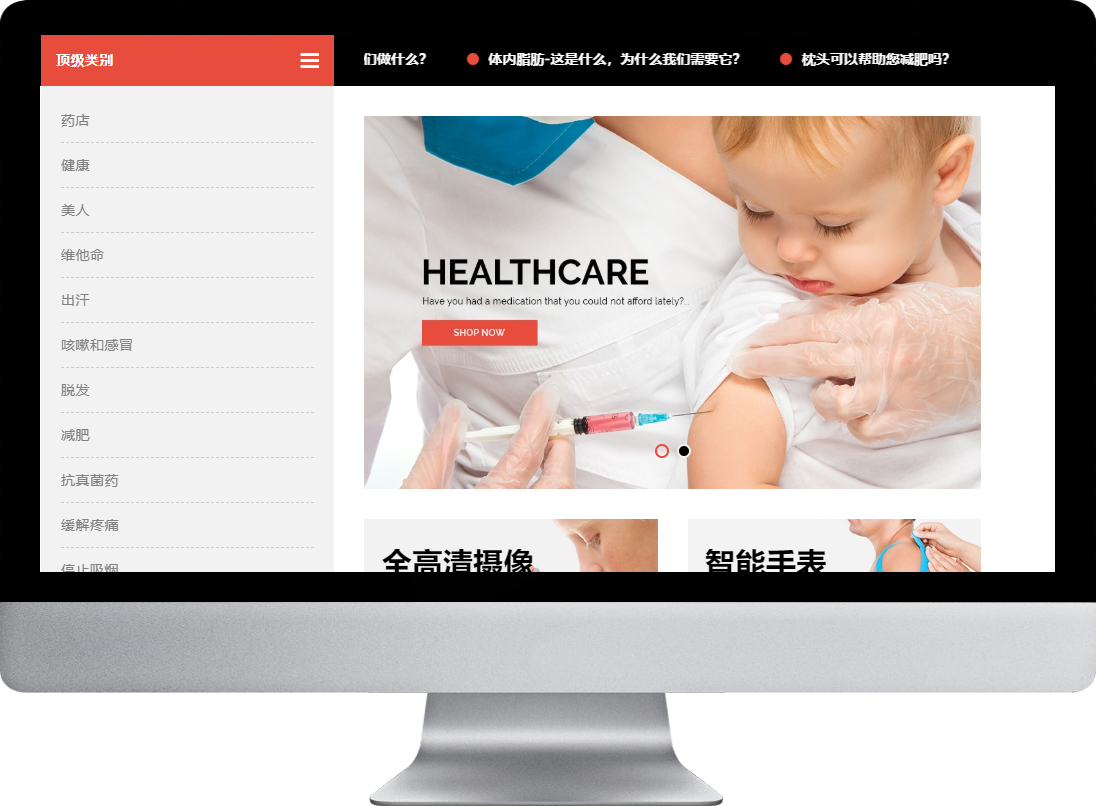 顶级类别
们做什么？
体内脂肪-这是什么，为什么我们需要它？
枕头可以帮助您减肥吗？
药店
健康
美人
维他命
出汗
咳嗽和感冒
脱发
减肥
抗真菌药
缓解疼痛
停止吸烟
HEALTHCARE
Have you had a medication that you could not afford lately?...
SHOP NOW
全高清摄像
智能手表